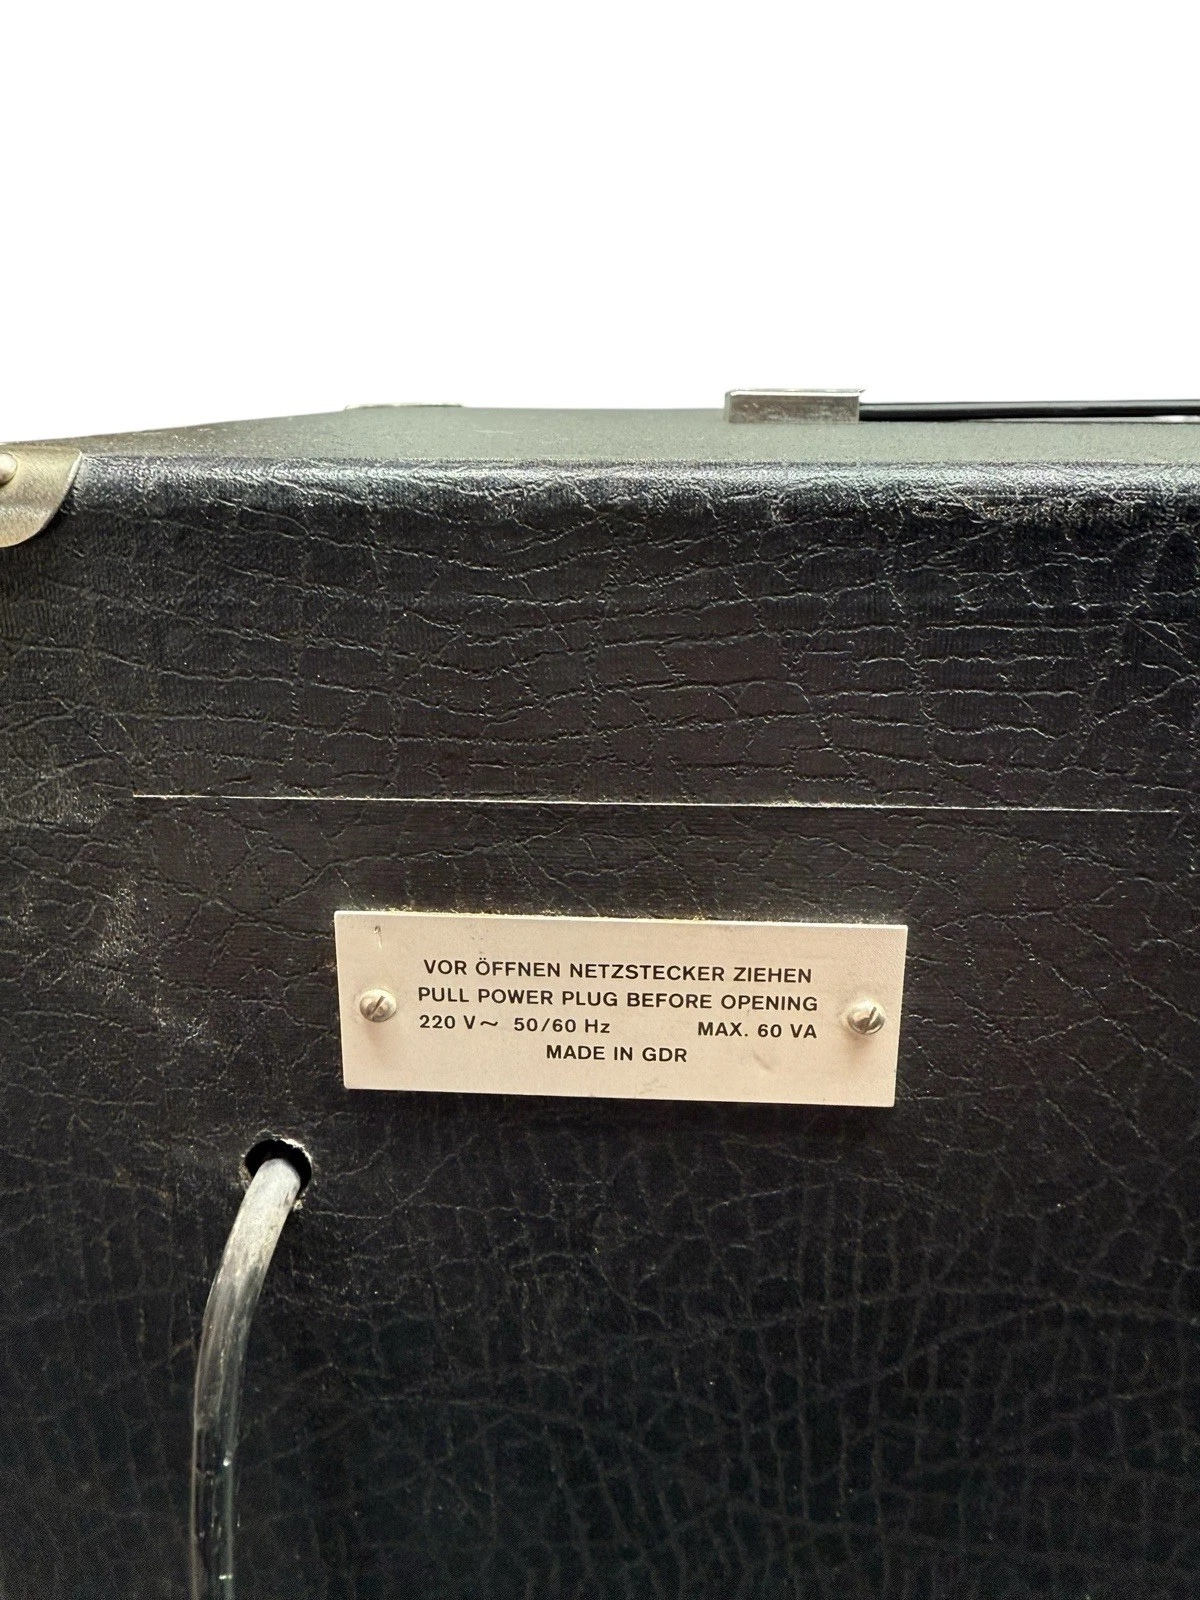 VOR ÖFFNEN NETZSTECKER ZIEHEN
PULL POWER PLUG BEFORE OPENING
220 V~ 50/60 Hz MAX. 60 VA
MADE IN GDR